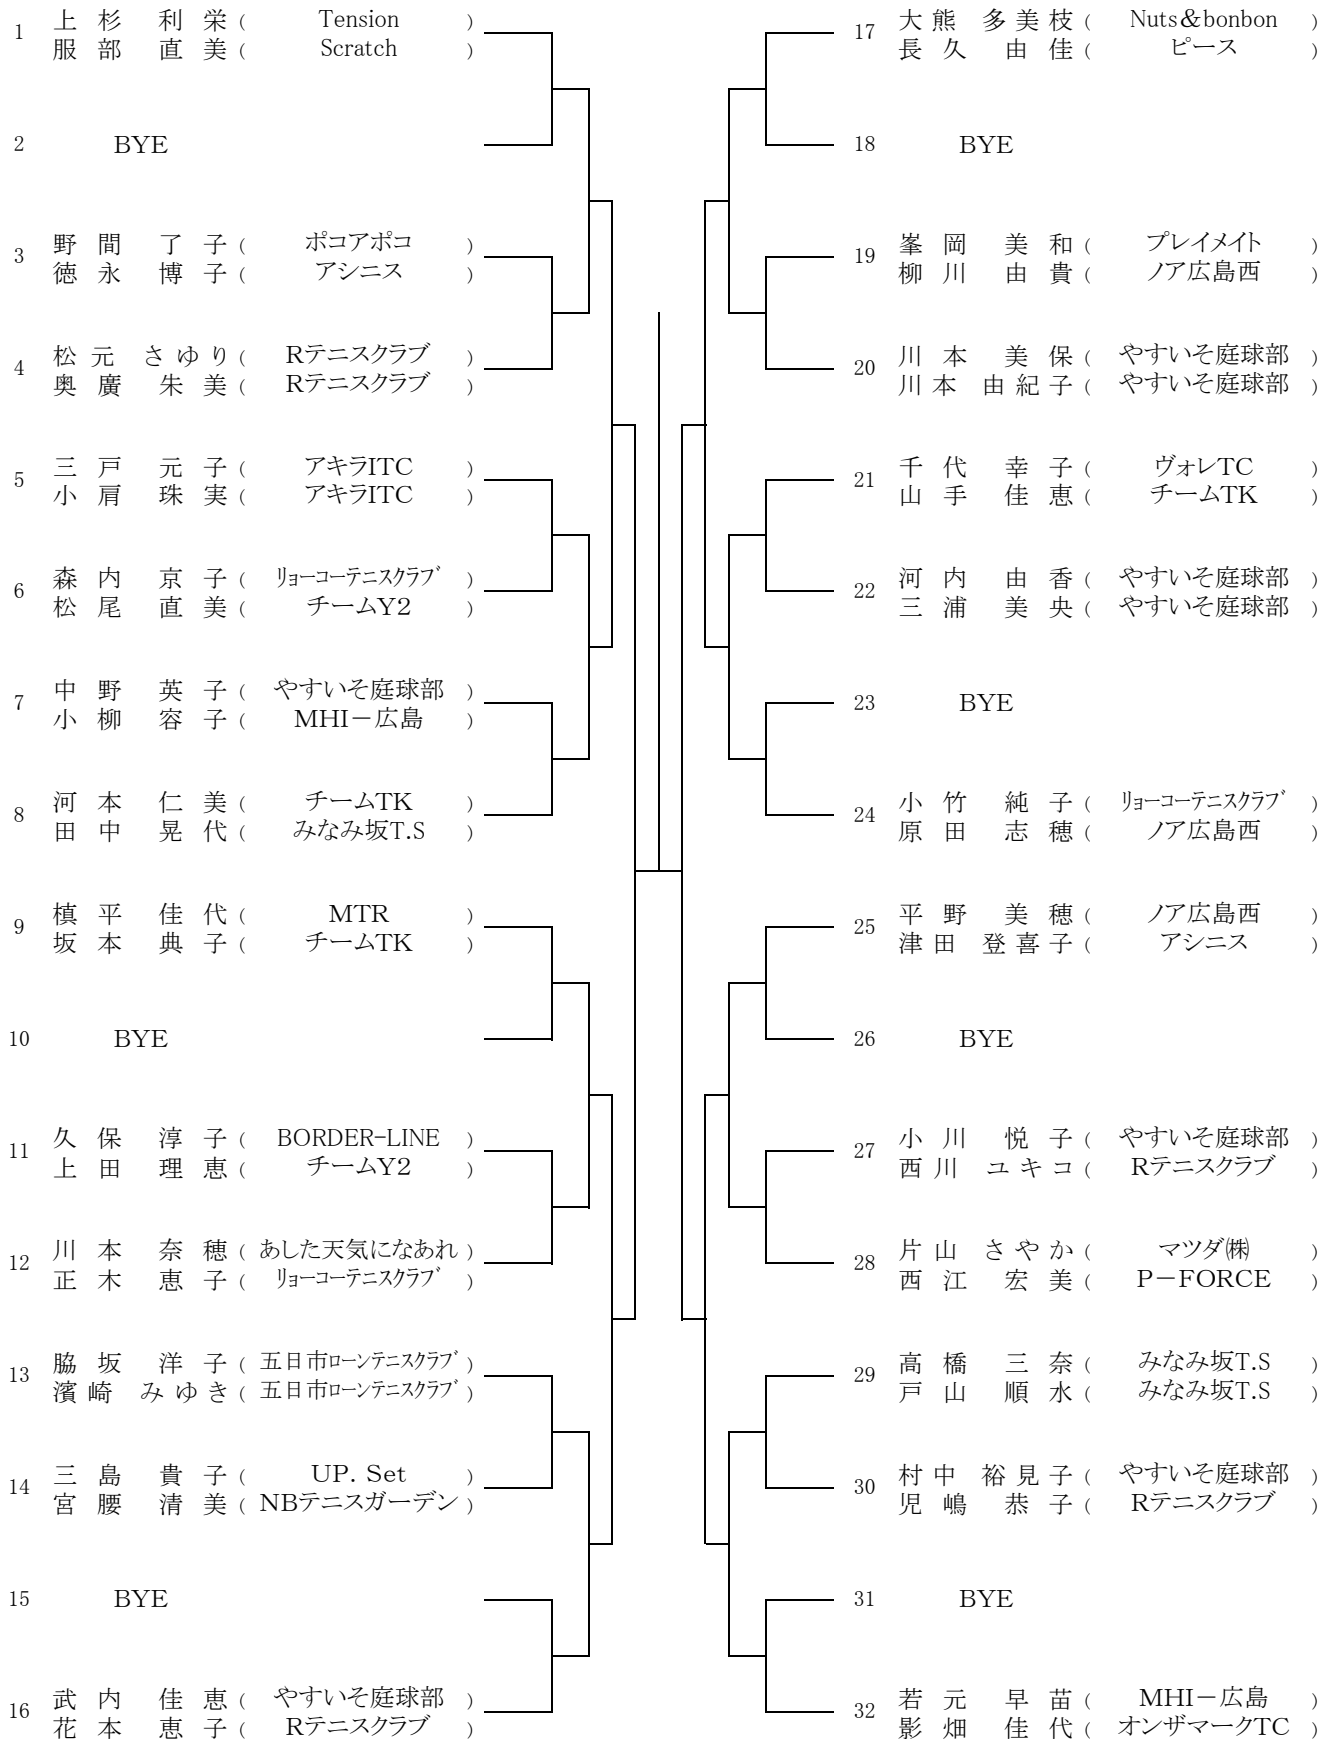 1 上杉 利栄 ( Tension )
服部 直美 ( Scratch )
2 BYE
3 野間 了子 ( ポコアポコ )
徳永 博子 ( アシニス )
4 松元 さゆり ( Rテニスクラブ )
奥廣 朱美 ( Rテニスクラブ )
5 三戸 元子 ( アキラITC )
小肩 珠実 ( アキラITC )
6 森内 京子 ( リョーコーテニスクラブ )
松尾 直美 ( チームY2 )
7 中野 英子 ( やすいそ庭球部 )
小柳 容子 ( MHI－広島 )
8 河本 仁美 ( チームTK )
田中 晃代 ( みなみ坂T.S )
9 槙平 佳代 ( MTR )
坂本 典子 ( チームTK )
10 BYE
11 久保 淳子 ( BORDER-LINE )
上田 理恵 ( チームY2 )
12 川本 奈穂 ( あした天気になあれ )
正木 恵子 ( リョーコーテニスクラブ )
13 脇坂 洋子 ( 五日市ローンテニスクラブ )
濱崎 みゆき ( 五日市ローンテニスクラブ )
14 三島 貴子 ( UP. Set )
宮腰 清美 ( NBテニスガーデン )
15 BYE
16 武内 佳恵 ( やすいそ庭球部 )
花本 恵子 ( Rテニスクラブ )
17 大熊 多美枝 ( Nuts＆bonbon )
長久 由佳 ( ピース )
18 BYE
19 峯岡 美和 ( プレイメイト )
柳川 由貴 ( ノア広島西 )
20 川本 美保 ( やすいそ庭球部 )
川本 由紀子 ( やすいそ庭球部 )
21 千代 幸子 ( ヴォレTC )
山手 佳恵 ( チームTK )
22 河内 由香 ( やすいそ庭球部 )
三浦 美央 ( やすいそ庭球部 )
23 BYE
24 小竹 純子 ( リョーコーテニスクラブ )
原田 志穂 ( ノア広島西 )
25 平野 美穂 ( ノア広島西 )
津田 登喜子 ( アシニス )
26 BYE
27 小川 悦子 ( やすいそ庭球部 )
西川 ユキコ ( Rテニスクラブ )
28 片山 さやか ( マツダ㈱ )
西江 宏美 ( P－FORCE )
29 高橋 三奈 ( みなみ坂T.S )
戸山 順水 ( みなみ坂T.S )
30 村中 裕見子 ( やすいそ庭球部 )
児嶋 恭子 ( Rテニスクラブ )
31 BYE
32 若元 早苗 ( MHI－広島 )
影畑 佳代 ( オンザマークTC )